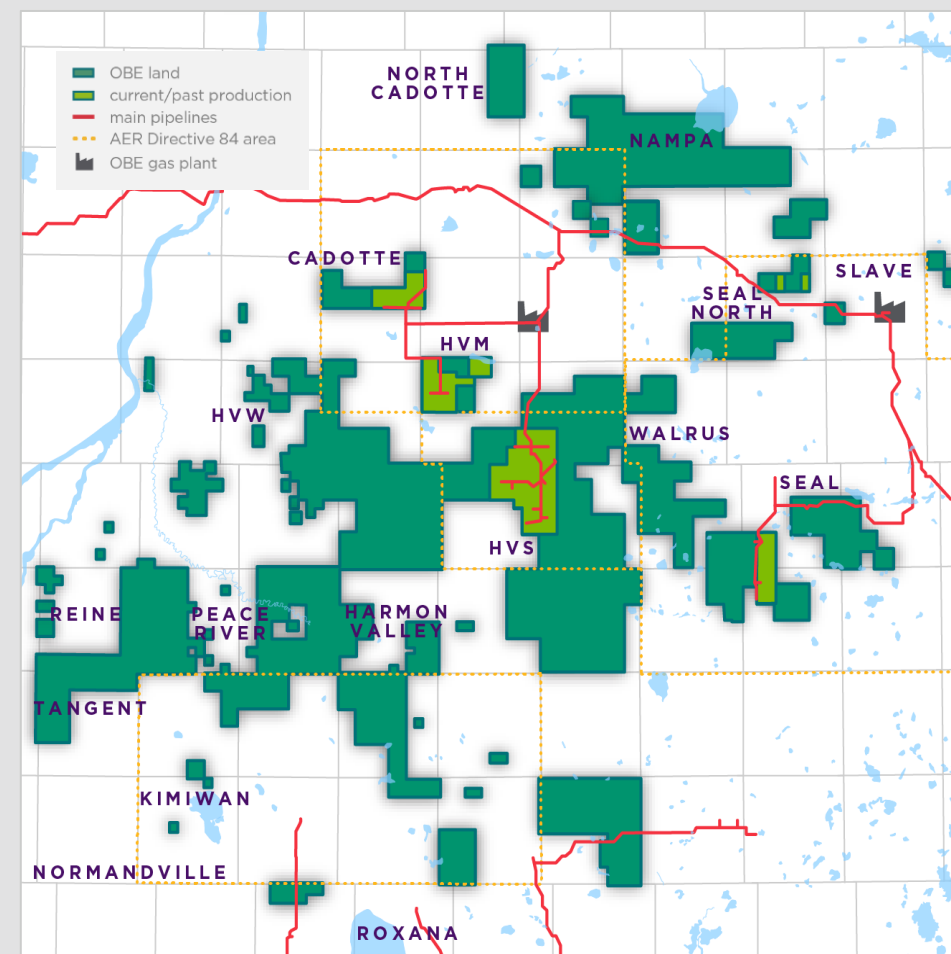 OBE land
current/past production
main pipelines
AER Directive 84 area
OBE gas plant
NORTH
CADOTTE
NAMPA
CADOTTE
SLAVE
SEAL
NORTH
HVM
HVW
WALRUS
SEAL
HVS
REINE
PEACE
RIVER
HARMON
VALLEY
TANGENT
KIMIWAN
NORMANDVILLE
ROXANA